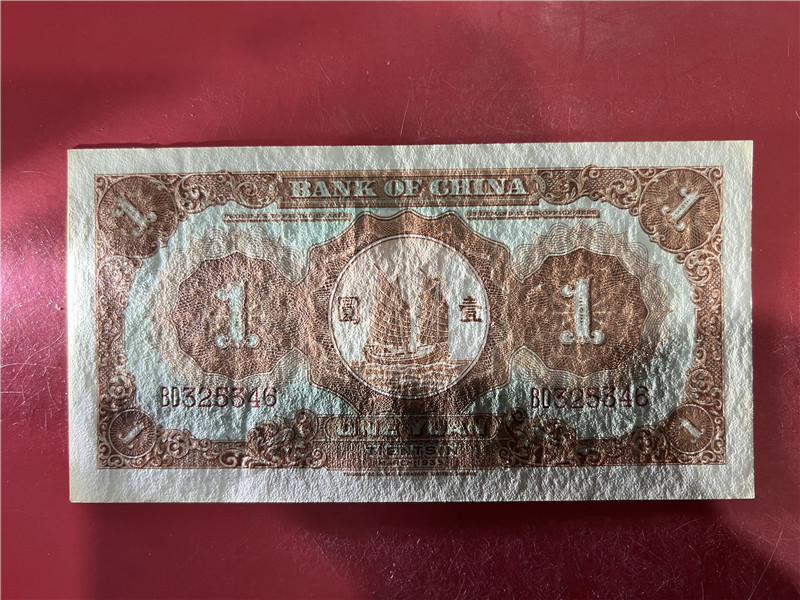 BANK OF CHINA
1 1
圓 壹
1 1
BD325346 BD325346
ONE YUAN
1 1
TIENTSIN